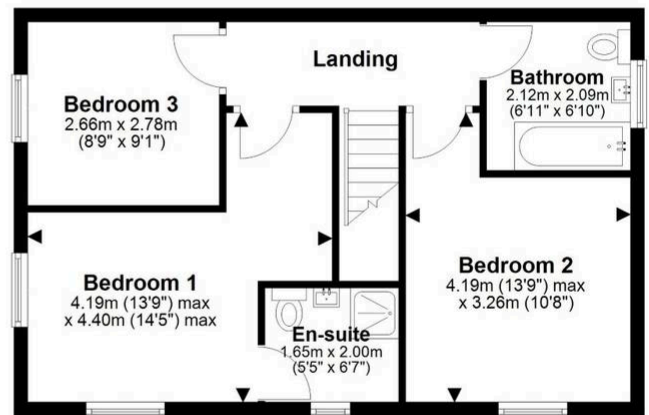 Landing
Bedroom 3
2.66m x 2.78m
(8'9" x 9'1")
Bathroom
2.12m x 2.09m
(6'11" x 6'10")
Bedroom 1
4.19m (13'9") max
x 4.40m (14'5") max
En-suite
1.65m x 2.00m
(5'5" x 6'7")
Bedroom 2
4.19m (13'9") max
x 3.26m (10'8")